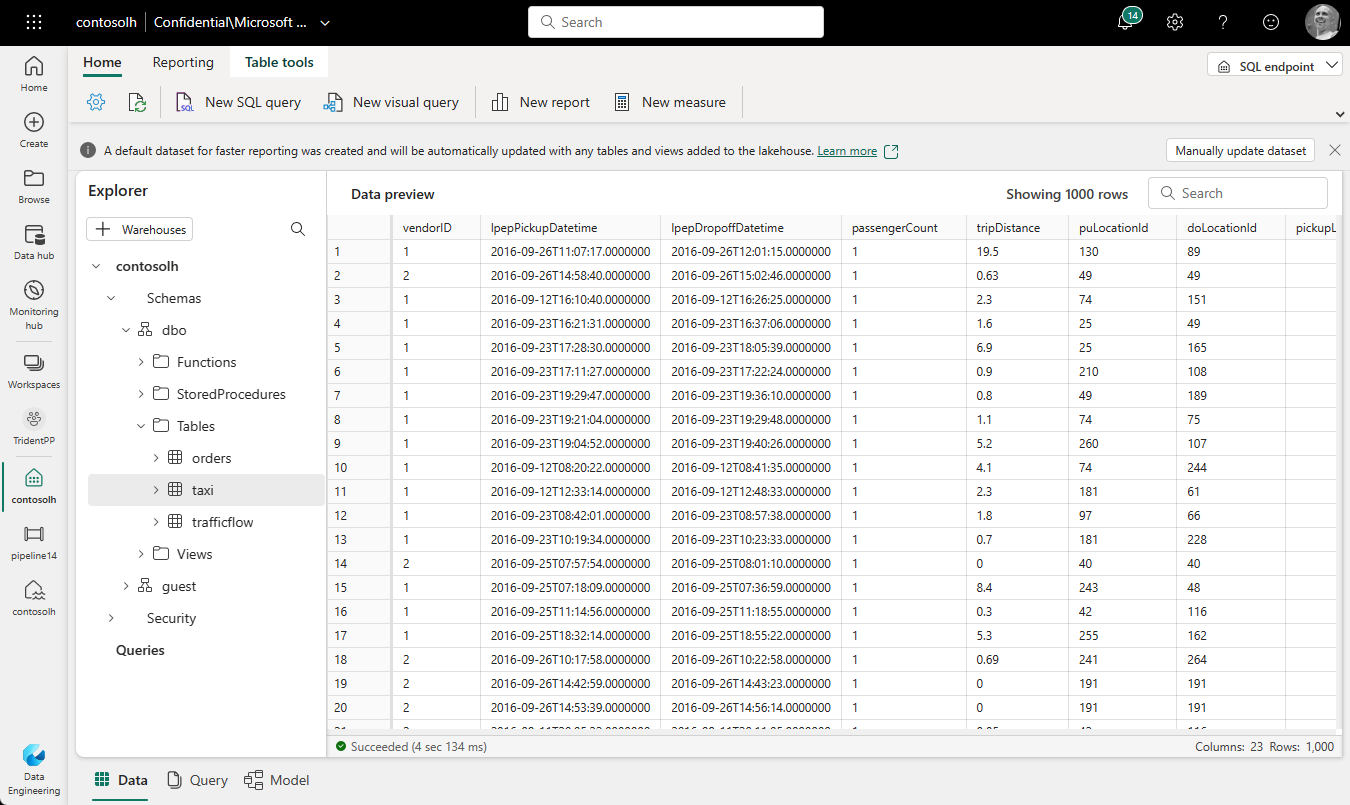 contosolh Confidential\Microsoft ... Search 14 ?
Home
Create
Browse
Data hub
Monitoring
hub
Workspaces
TridentPP
contosolh
pipeline14
contosolh
Data
Engineering
Home Reporting Table tools SQL endpoint
SQL New SQL query New visual query New report New measure
A default dataset for faster reporting was created and will be automatically updated with any tables and views added to the lakehouse. Learn more Manually update dataset
Explorer
Warehouses
contosolh
Schemas
dbo
Functions
StoredProcedures
Tables
orders
taxi
trafficflow
Views
guest
Security
Queries
Data preview Showing 1000 rows Search
vendorID lpepPickupDatetime lpepDropoffDatetime passengerCount tripDistance puLocationId doLocationId pickupL
1 1 2016-09-26T11:07:17.0000000 2016-09-26T12:01:15.0000000 1 19.5 130 89
2 2 2016-09-26T14:58:40.0000000 2016-09-26T15:02:46.0000000 1 0.63 49 49
3 1 2016-09-12T16:10:40.0000000 2016-09-12T16:26:25.0000000 1 2.3 74 151
4 1 2016-09-23T16:21:31.0000000 2016-09-23T16:37:06.0000000 1 1.6 25 49
5 1 2016-09-23T17:28:30.0000000 2016-09-23T18:05:39.0000000 1 6.9 25 165
6 1 2016-09-23T17:11:27.0000000 2016-09-23T17:22:24.0000000 1 0.9 210 108
7 1 2016-09-23T19:29:47.0000000 2016-09-23T19:36:10.0000000 1 0.8 49 189
8 1 2016-09-23T19:21:04.0000000 2016-09-23T19:29:48.0000000 1 1.1 74 75
9 1 2016-09-23T19:04:52.0000000 2016-09-23T19:40:26.0000000 1 5.2 260 107
10 1 2016-09-12T08:20:22.0000000 2016-09-12T08:41:35.0000000 1 4.1 74 244
11 1 2016-09-12T12:33:14.0000000 2016-09-12T12:48:33.0000000 1 2.3 181 61
12 1 2016-09-23T08:42:01.0000000 2016-09-23T08:57:38.0000000 1 1.8 97 66
13 1 2016-09-23T10:19:34.0000000 2016-09-23T10:23:33.0000000 1 0.7 181 228
14 2 2016-09-25T07:57:54.0000000 2016-09-25T08:01:10.0000000 1 0 40 40
15 1 2016-09-25T07:18:09.0000000 2016-09-25T07:36:59.0000000 1 8.4 243 48
16 1 2016-09-25T11:14:56.0000000 2016-09-25T11:18:55.0000000 1 0.3 42 116
17 1 2016-09-25T18:32:14.0000000 2016-09-25T18:55:22.0000000 1 5.3 255 162
18 2 2016-09-26T10:17:58.0000000 2016-09-26T10:22:58.0000000 1 0.69 241 264
19 2 2016-09-26T14:42:59.0000000 2016-09-26T14:43:23.0000000 1 0 191 191
20 2 2016-09-26T14:53:39.0000000 2016-09-26T14:56:14.0000000 1 0 191 191
Succeeded (4 sec 134 ms) Columns: 23 Rows: 1,000
Data Query Model